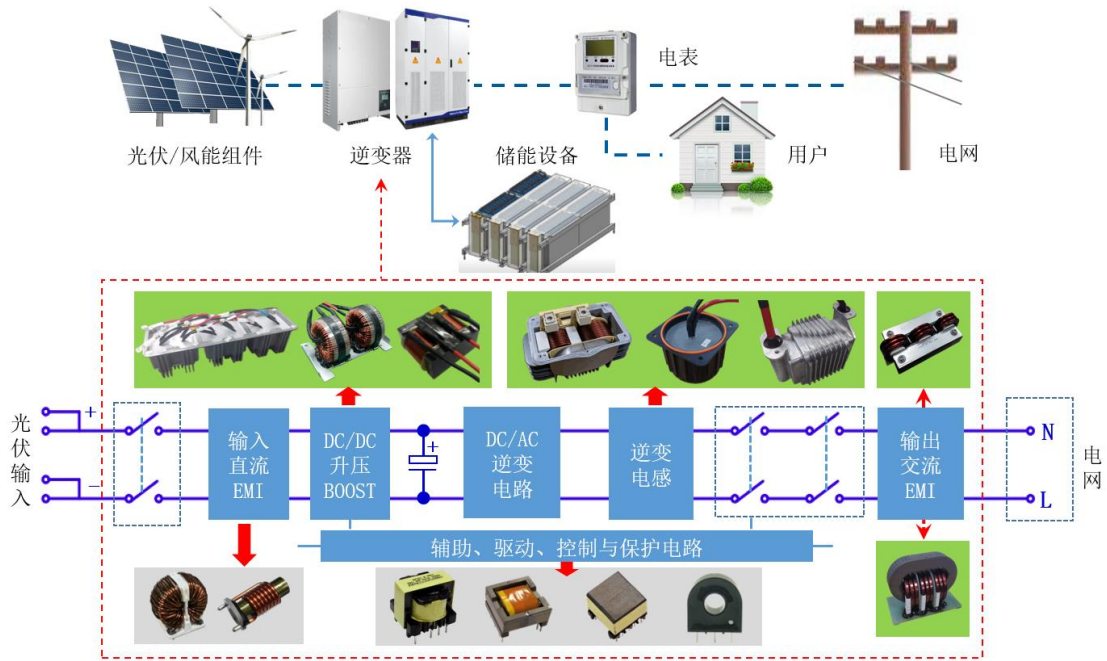 电表
光伏/风能组件
逆变器
储能设备
用户
电网
光伏输入
+
−
输入
直流
EMI
DC/DC
升压
BOOST
+
DC/AC
逆变
电路
逆变
电感
输出
交流
EMI
N
L
电网
辅助、驱动、控制与保护电路